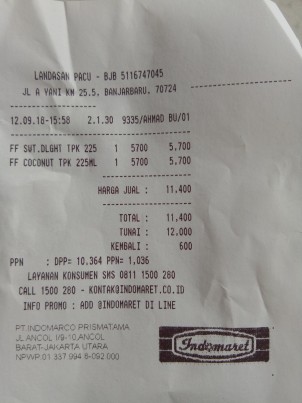 LANDASAN PACU - BJB 5116747045
JL A YANI KM 25.5, BANJARBARU, 70724
12.09.18-15:58 2.1.30 9335/AHMAD BU/01
FF SWT.DLGHT TPK 225 1 5700 5,700
FF COCONUT TPK 225ML 1 5700 5,700
HARGA JUAL : 11,400
TOTAL : 11,400
TUNAI : 12,000
KEMBALI : 600
PPN : DPP= 10,364 PPN= 1,036
LAYANAN KONSUMEN SMS 0811 1500 280
CALL 1500 280 - KONTAK@INDOMARET.CO.ID
INFO PROMO : ADD @INDOMARET DI LINE
PT.INDOMARCO PRISMATAMA
JL.ANCOL I/9-10,ANCOL
BARAT-JAKARTA UTARA
NPWP.01.337.994.6-092.000
Indomaret